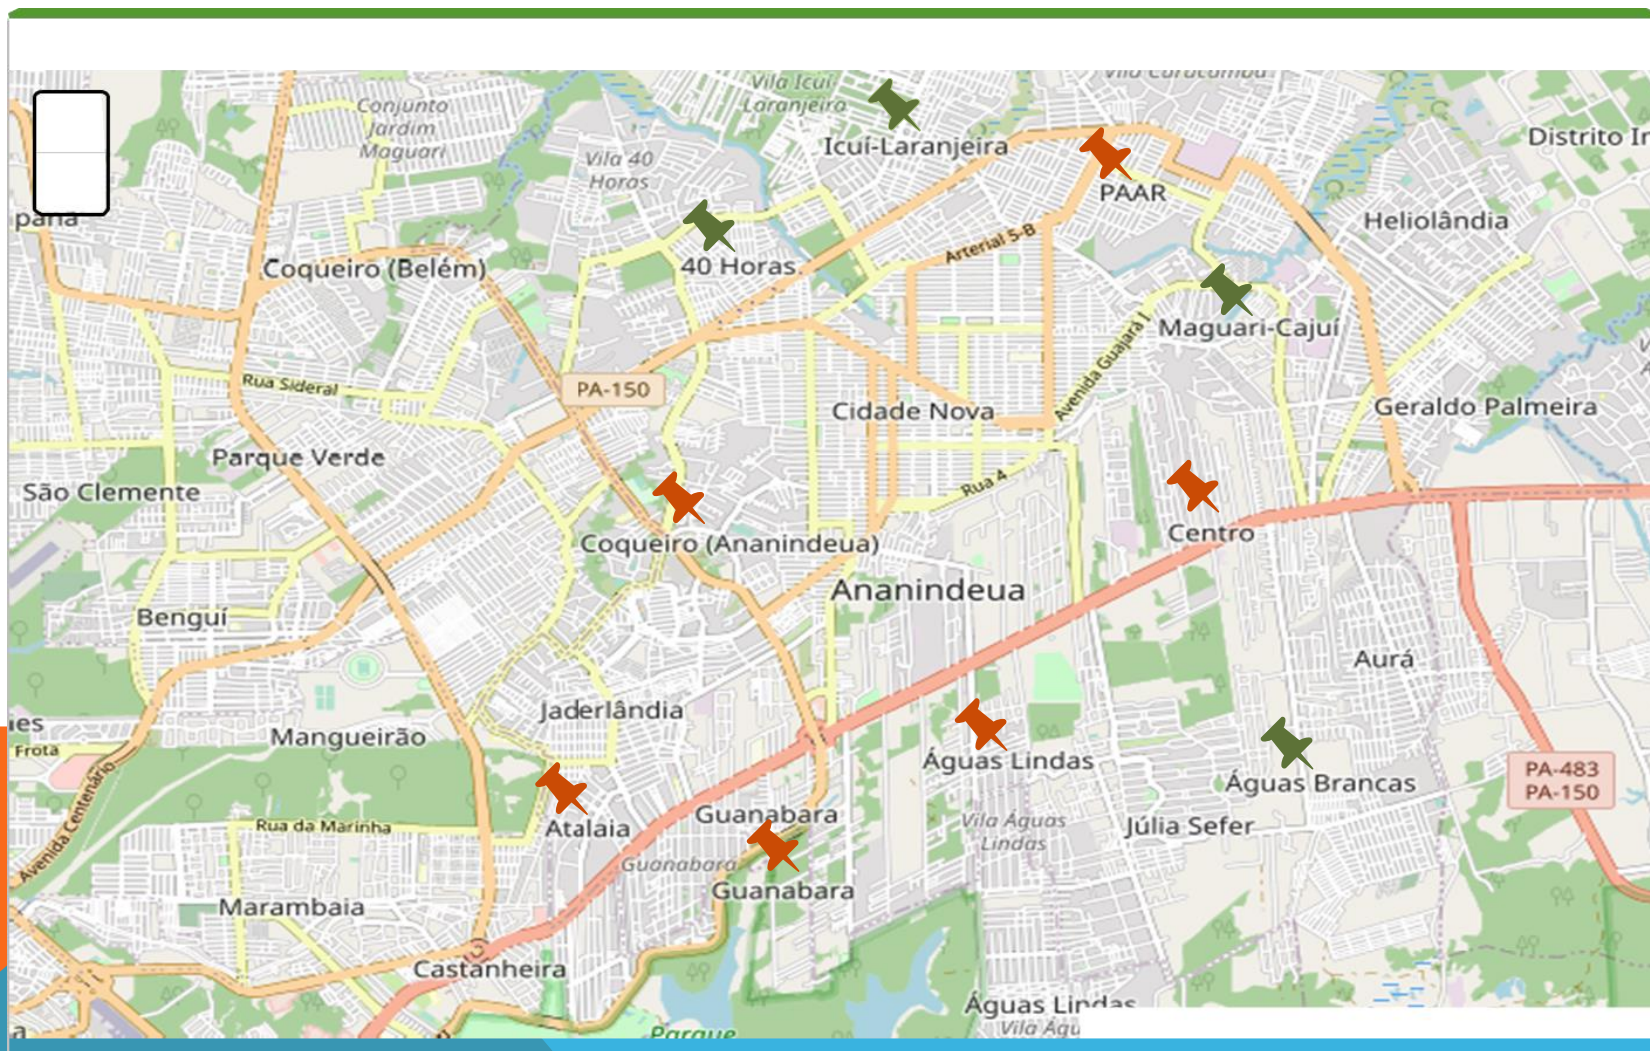 Vila Icuí-
Laranjeira
Conjunto
Jardim
Maguari
Icuí-Laranjeira
Distrito In
Vila 40
Horas
PAAR
Heliolândia
Arterial 5-B
Coqueiro (Belém)
40 Horas
Maguari-Cajuí
Avenida Guajará I
Rua Sideral
PA-150
Cidade Nova
Geraldo Palmeira
Parque Verde
São Clemente
Rua 4
Centro
Coqueiro (Ananindeua)
Ananindeua
Benguí
Aurá
Jaderlândia
Mangueirão
Frota
Águas Lindas
PA-483
PA-150
Águas Brancas
Avenida Centenário
Guanabara
Rua da Marinha
Atalaia
Vila Águas
Lindas
Júlia Sefer
Guanabara
Guanabara
Marambaia
Castanheira
Águas Lindas
Vila Águ
Parque